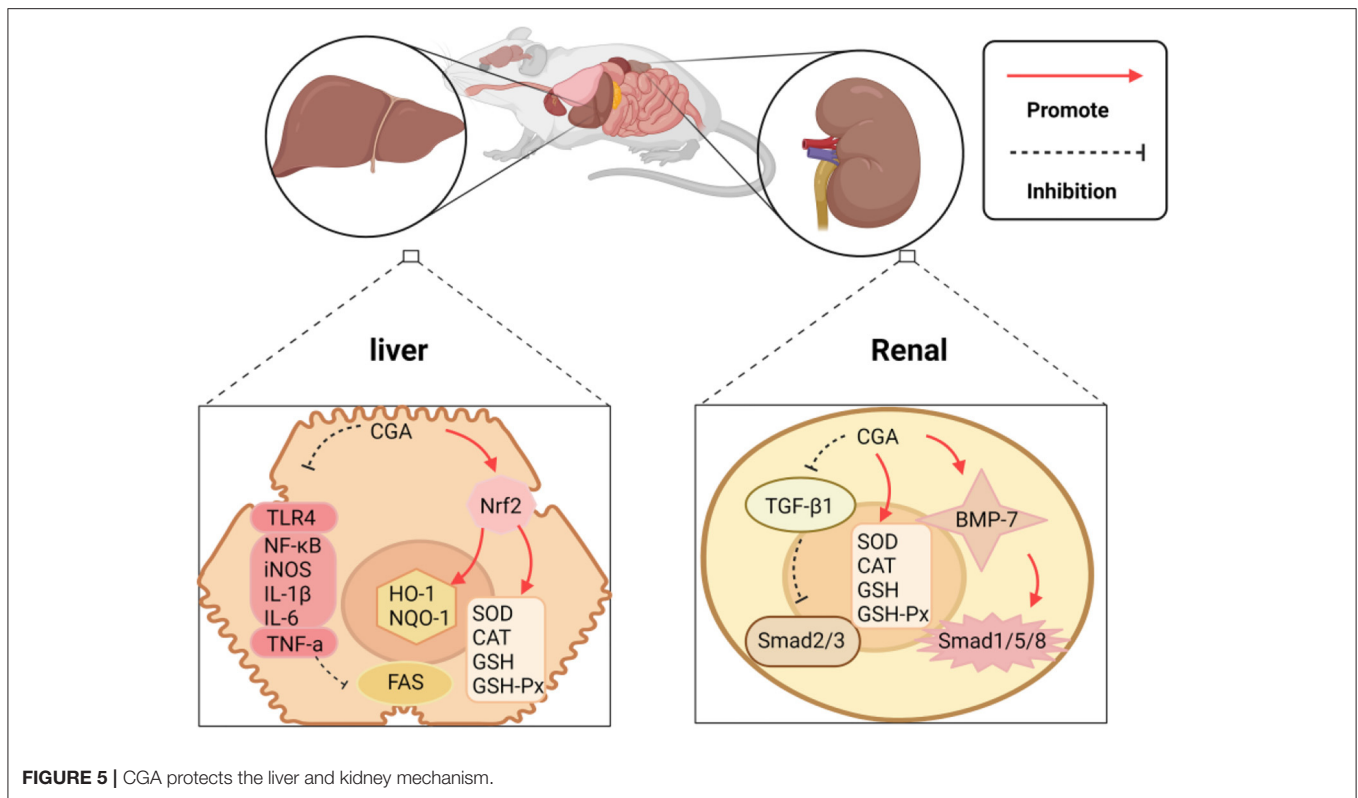 Promote
Inhibition
liver
Renal
CGA
Nrf2
TLR4
NF-κB
iNOS
IL-1β
IL-6
TNF-a
HO-1
NQO-1
SOD
CAT
GSH
GSH-Px
FAS
CGA
TGF-β1
BMP-7
SOD
CAT
GSH
GSH-Px
Smad2/3
Smad1/5/8
FIGURE 5 | CGA protects the liver and kidney mechanism.